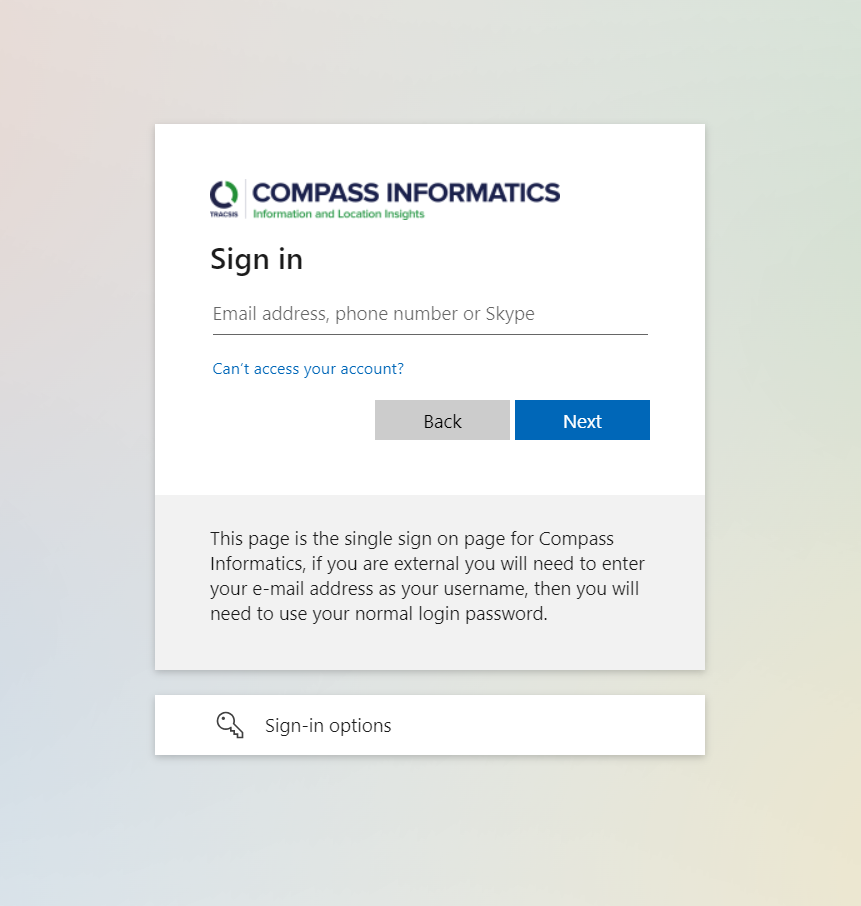 TRACSIS
COMPASS INFORMATICS
Information and Location Insights
Sign in
Email address, phone number or Skype
Can't access your account?
Back
Next
This page is the single sign on page for Compass
Informatics, if you are external you will need to enter
your e-mail address as your username, then you will
need to use your normal login password.
Sign-in options